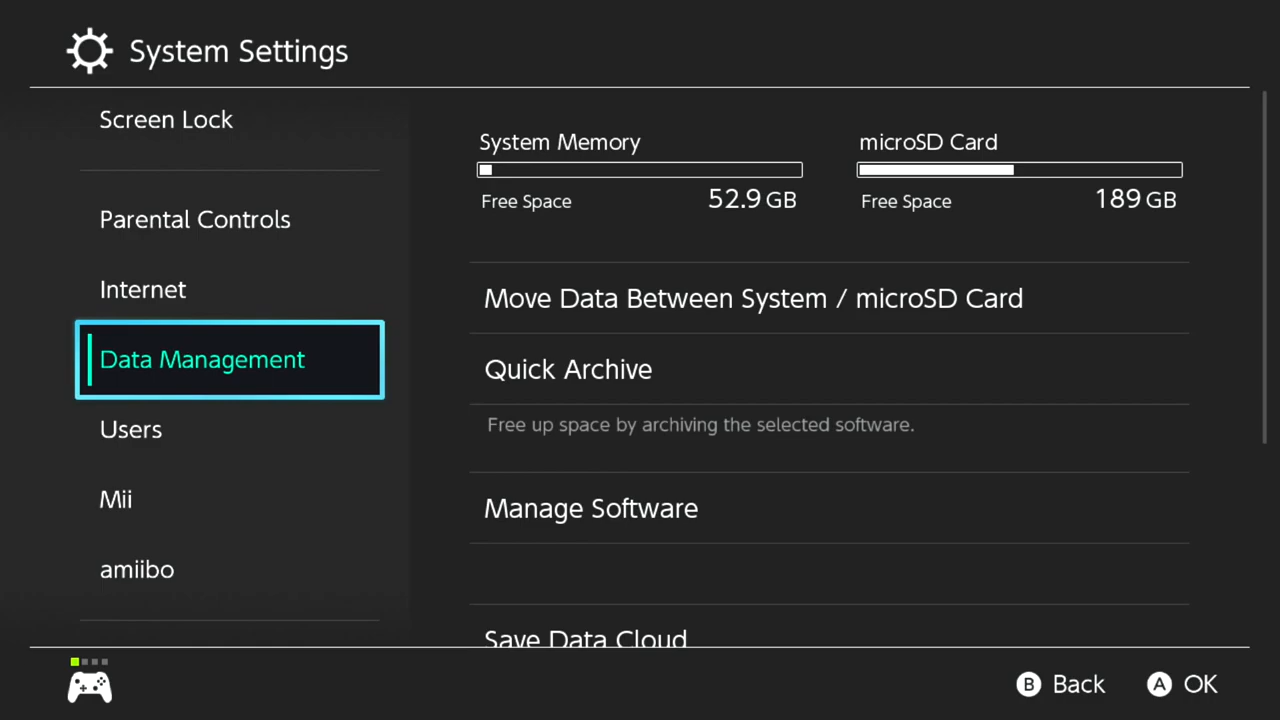 System Settings
Screen Lock
Parental Controls
Internet
Data Management
Users
Mii
amiibo
System Memory
Free Space 52.9 GB
microSD Card
Free Space 189 GB
Move Data Between System / microSD Card
Quick Archive
Free up space by archiving the selected software.
Manage Software
Save Data Cloud
B Back
A OK